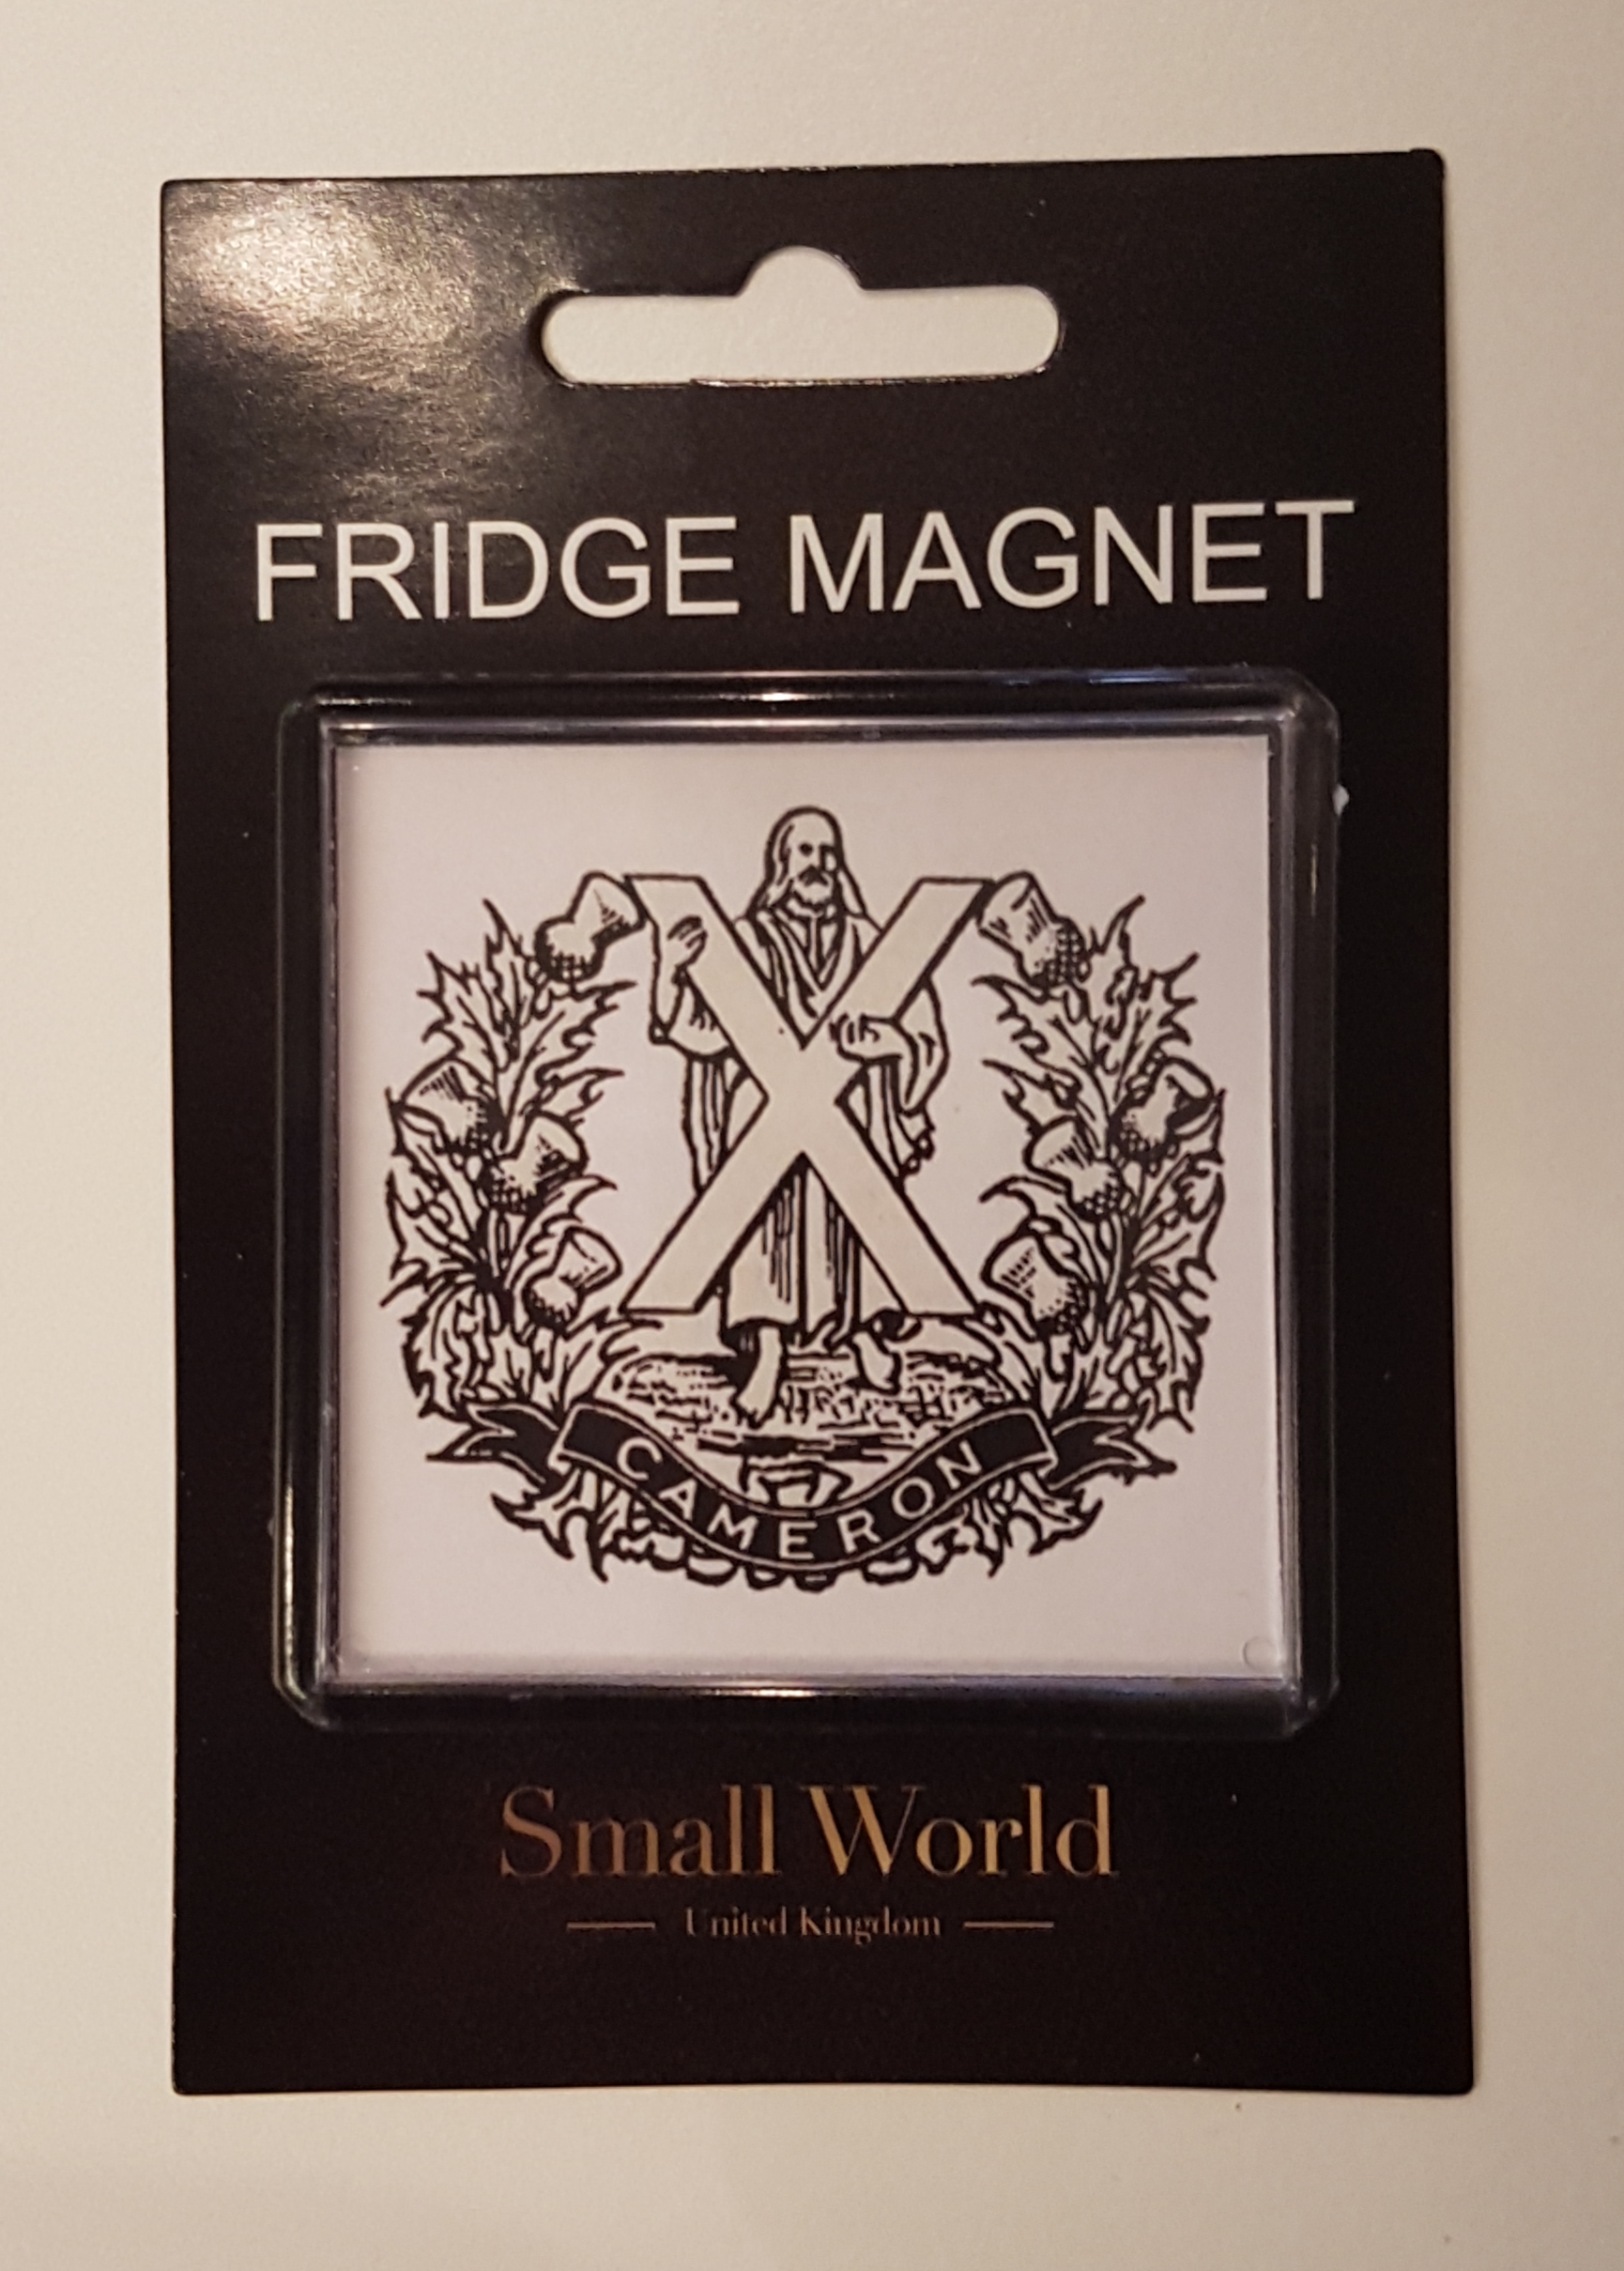 FRIDGE MAGNET
CAMERON
Small World
United Kingdom